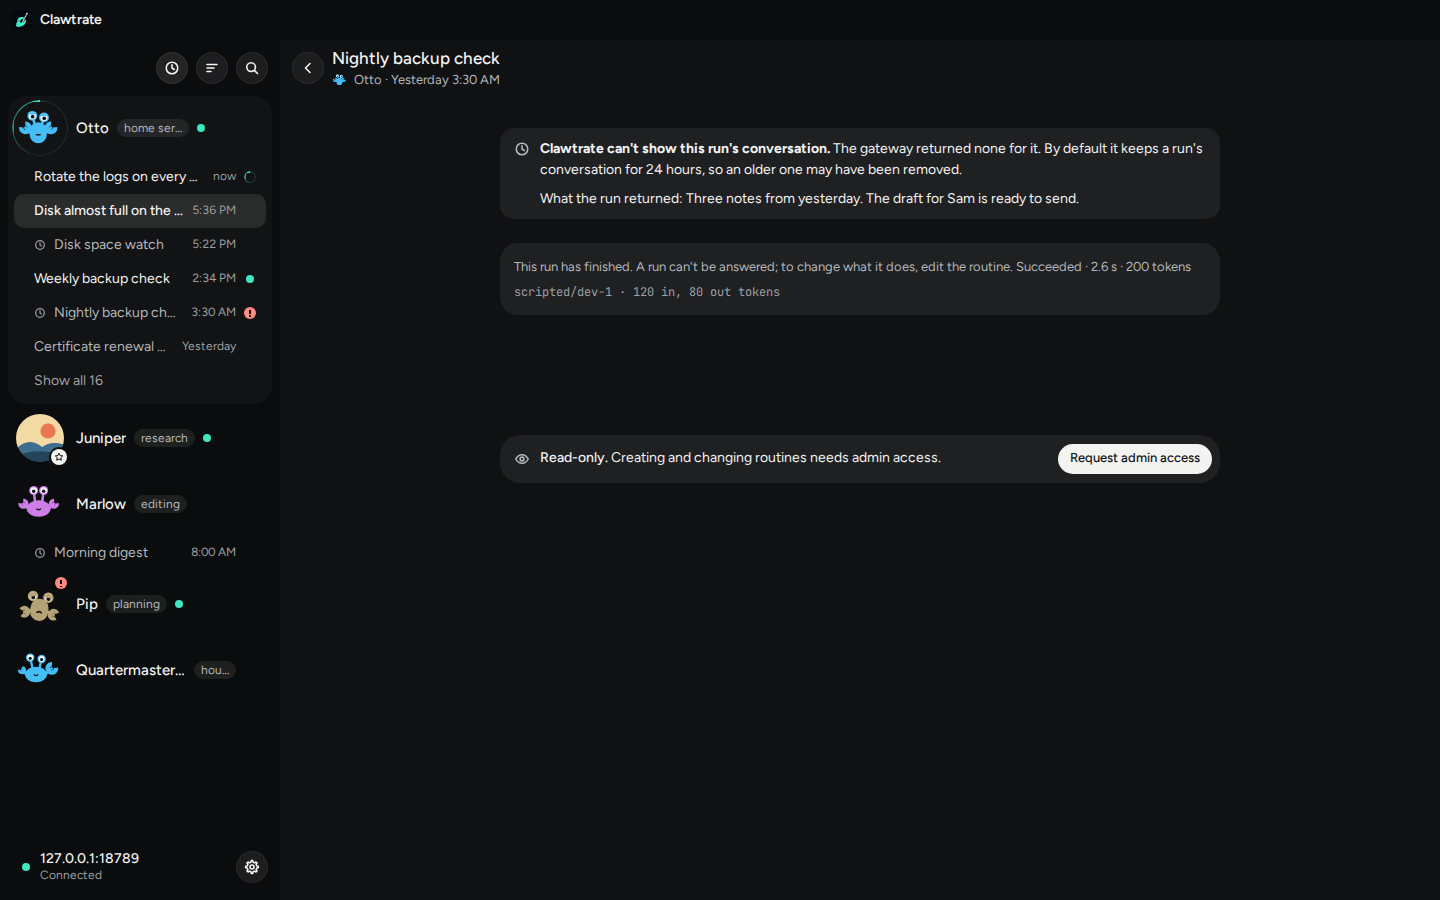 Clawtrate
Nightly backup check
Otto · Yesterday 3:30 AM
Otto home ser...
Rotate the logs on every ... now
Disk almost full on the ... 5:36 PM
Disk space watch 5:22 PM
Weekly backup check 2:34 PM
Nightly backup ch... 3:30 AM
Certificate renewal ... Yesterday
Show all 16
Juniper research
Marlow editing
Morning digest 8:00 AM
Pip planning
Quartermaster... hou...
127.0.0.1:18789
Connected
Clawtrate can't show this run's conversation. The gateway returned none for it. By default it keeps a run's
conversation for 24 hours, so an older one may have been removed.
What the run returned: Three notes from yesterday. The draft for Sam is ready to send.
This run has finished. A run can't be answered; to change what it does, edit the routine. Succeeded · 2.6 s · 200 tokens
scripted/dev-1 · 120 in, 80 out tokens
Read-only. Creating and changing routines needs admin access. Request admin access